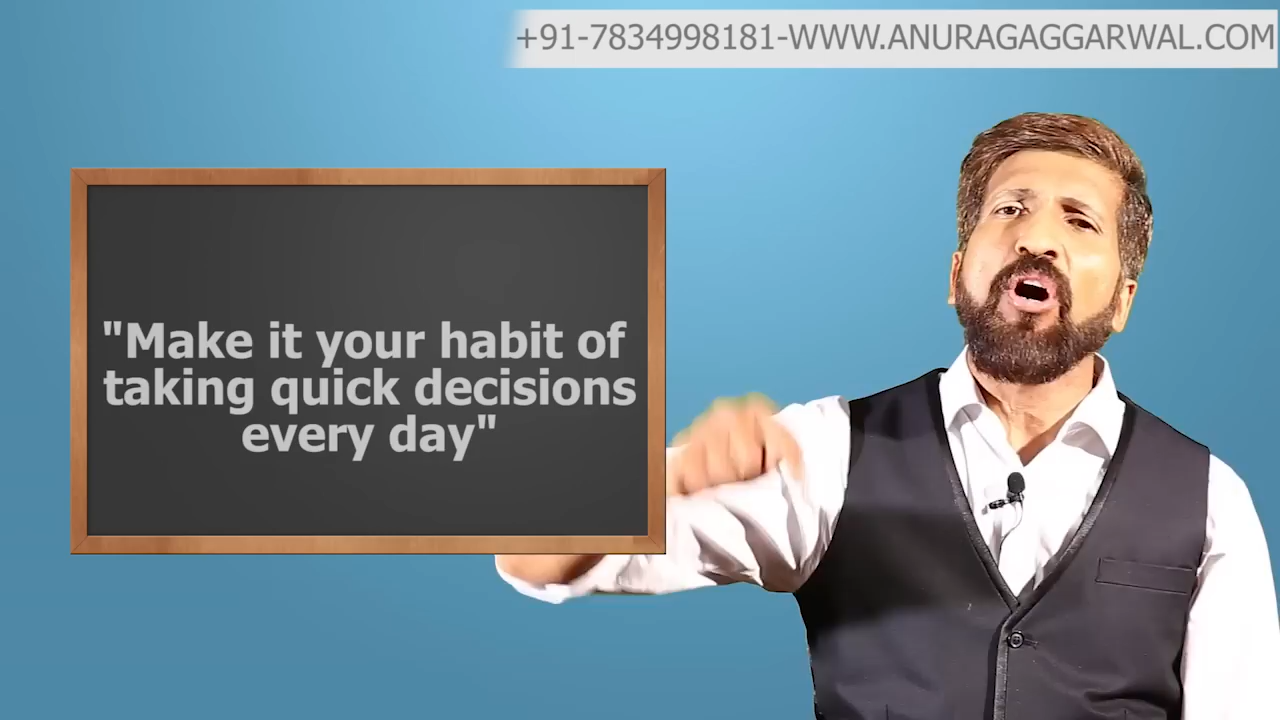 +91-7834998181-WWW.ANURAGAGGARWAL.COM
"Make it your habit of
taking quick decisions
every day"